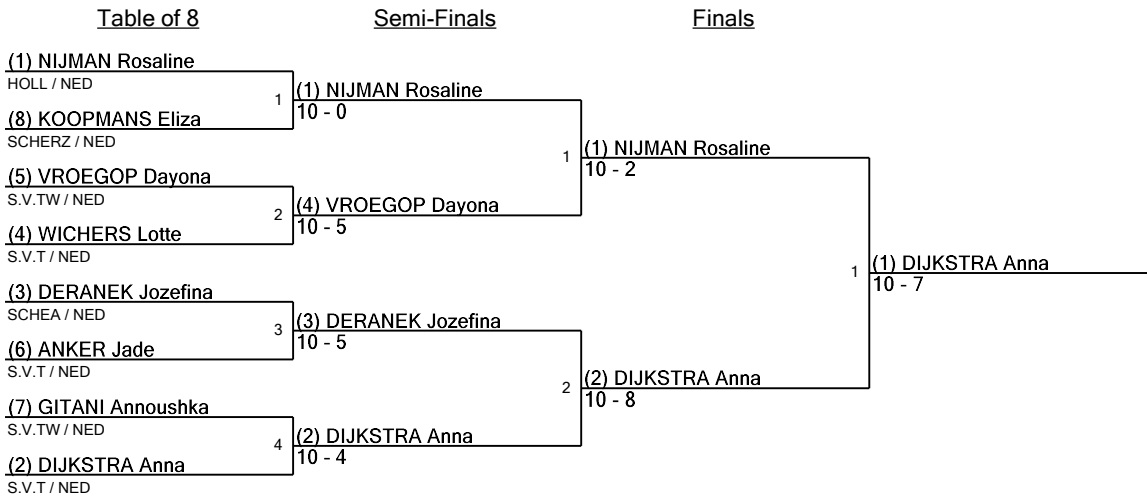 Table of 8
Semi-Finals
Finals
(1) NIJMAN Rosaline
HOLL / NED
1
(8) KOOPMANS Eliza
SCHERZ / NED
(5) VROEGOP Dayona
S.V.TW / NED
2
(4) WICHERS Lotte
S.V.T / NED
(3) DERANEK Jozefina
SCHEA / NED
3
(6) ANKER Jade
S.V.T / NED
(7) GITANI Annoushka
S.V.TW / NED
4
(2) DIJKSTRA Anna
S.V.T / NED
(1) NIJMAN Rosaline
10 - 0
1
(4) VROEGOP Dayona
10 - 5
(3) DERANEK Jozefina
10 - 5
2
(2) DIJKSTRA Anna
10 - 4
(1) NIJMAN Rosaline
10 - 2
1
(2) DIJKSTRA Anna
10 - 8
(1) DIJKSTRA Anna
10 - 7